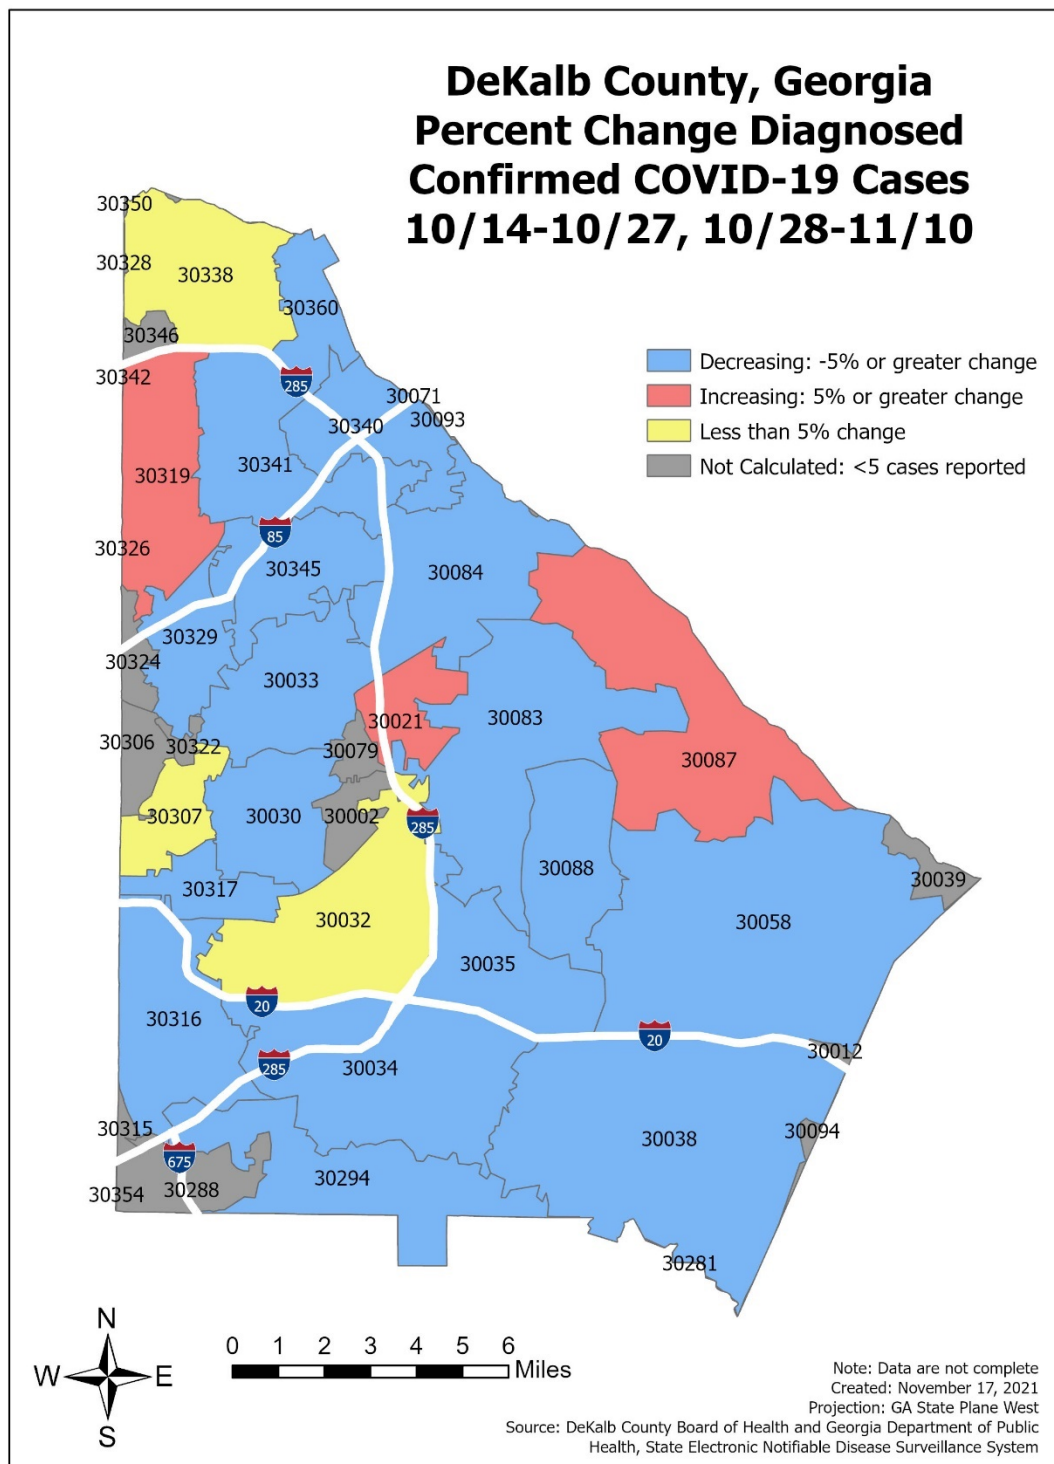 DeKalb County, Georgia
Percent Change Diagnosed
Confirmed COVID-19 Cases
10/14-10/27, 10/28-11/10
30350
30328
30338
30360
30346
30342
285
30071
30093
30340
30319
30341
30326
85
30345
30084
30329
30324
30033
30021
30083
30306
30322
30079
30087
30307
30030
30002
285
30088
30317
30039
30032
30058
30035
20
30316
20
30012
285
30034
30315
30038
30094
675
30354
30288
30294
30281
Decreasing: -5% or greater change
Increasing: 5% or greater change
Less than 5% change
Not Calculated: <5 cases reported
N
W E
S
0 1 2 3 4 5 6
Miles
Note: Data are not complete
Created: November 17, 2021
Projection: GA State Plane West
Source: DeKalb County Board of Health and Georgia Department of Public
Health, State Electronic Notifiable Disease Surveillance System